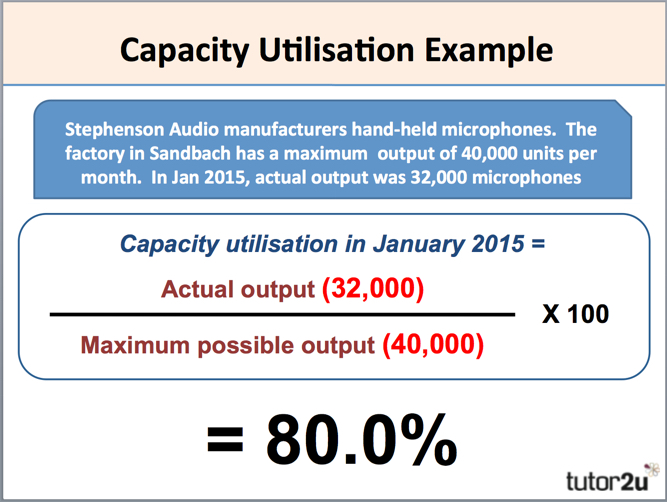 Capacity Utilisation Example
Stephenson Audio manufacturers hand-held microphones. The
factory in Sandbach has a maximum output of 40,000 units per
month. In Jan 2015, actual output was 32,000 microphones
Capacity utilisation in January 2015 =
Actual output (32,000)
X 100
Maximum possible output (40,000)
= 80.0%
tutor2u